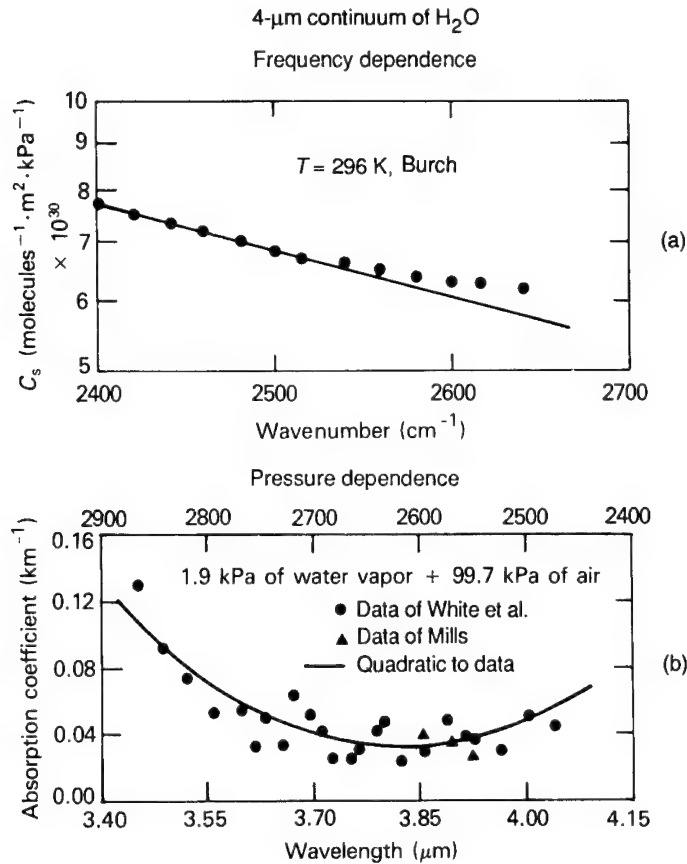 4-μm continuum of H₂O
Frequency dependence
10
9
8
7
6
5
Cₛ (molecules⁻¹·m²·kPa⁻¹)
× 10³⁰
T = 296 K, Burch
(a)
2400
2500
2600
2700
Wavenumber (cm⁻¹)
Pressure dependence
2900
2800
2700
2600
2500
2400
0.16
0.12
0.08
0.04
0.00
Absorption coefficient (km⁻¹)
1.9 kPa of water vapor + 99.7 kPa of air
Data of White et al.
Data of Mills
Quadratic to data
(b)
3.40
3.55
3.70
3.85
4.00
4.15
Wavelength (μm)